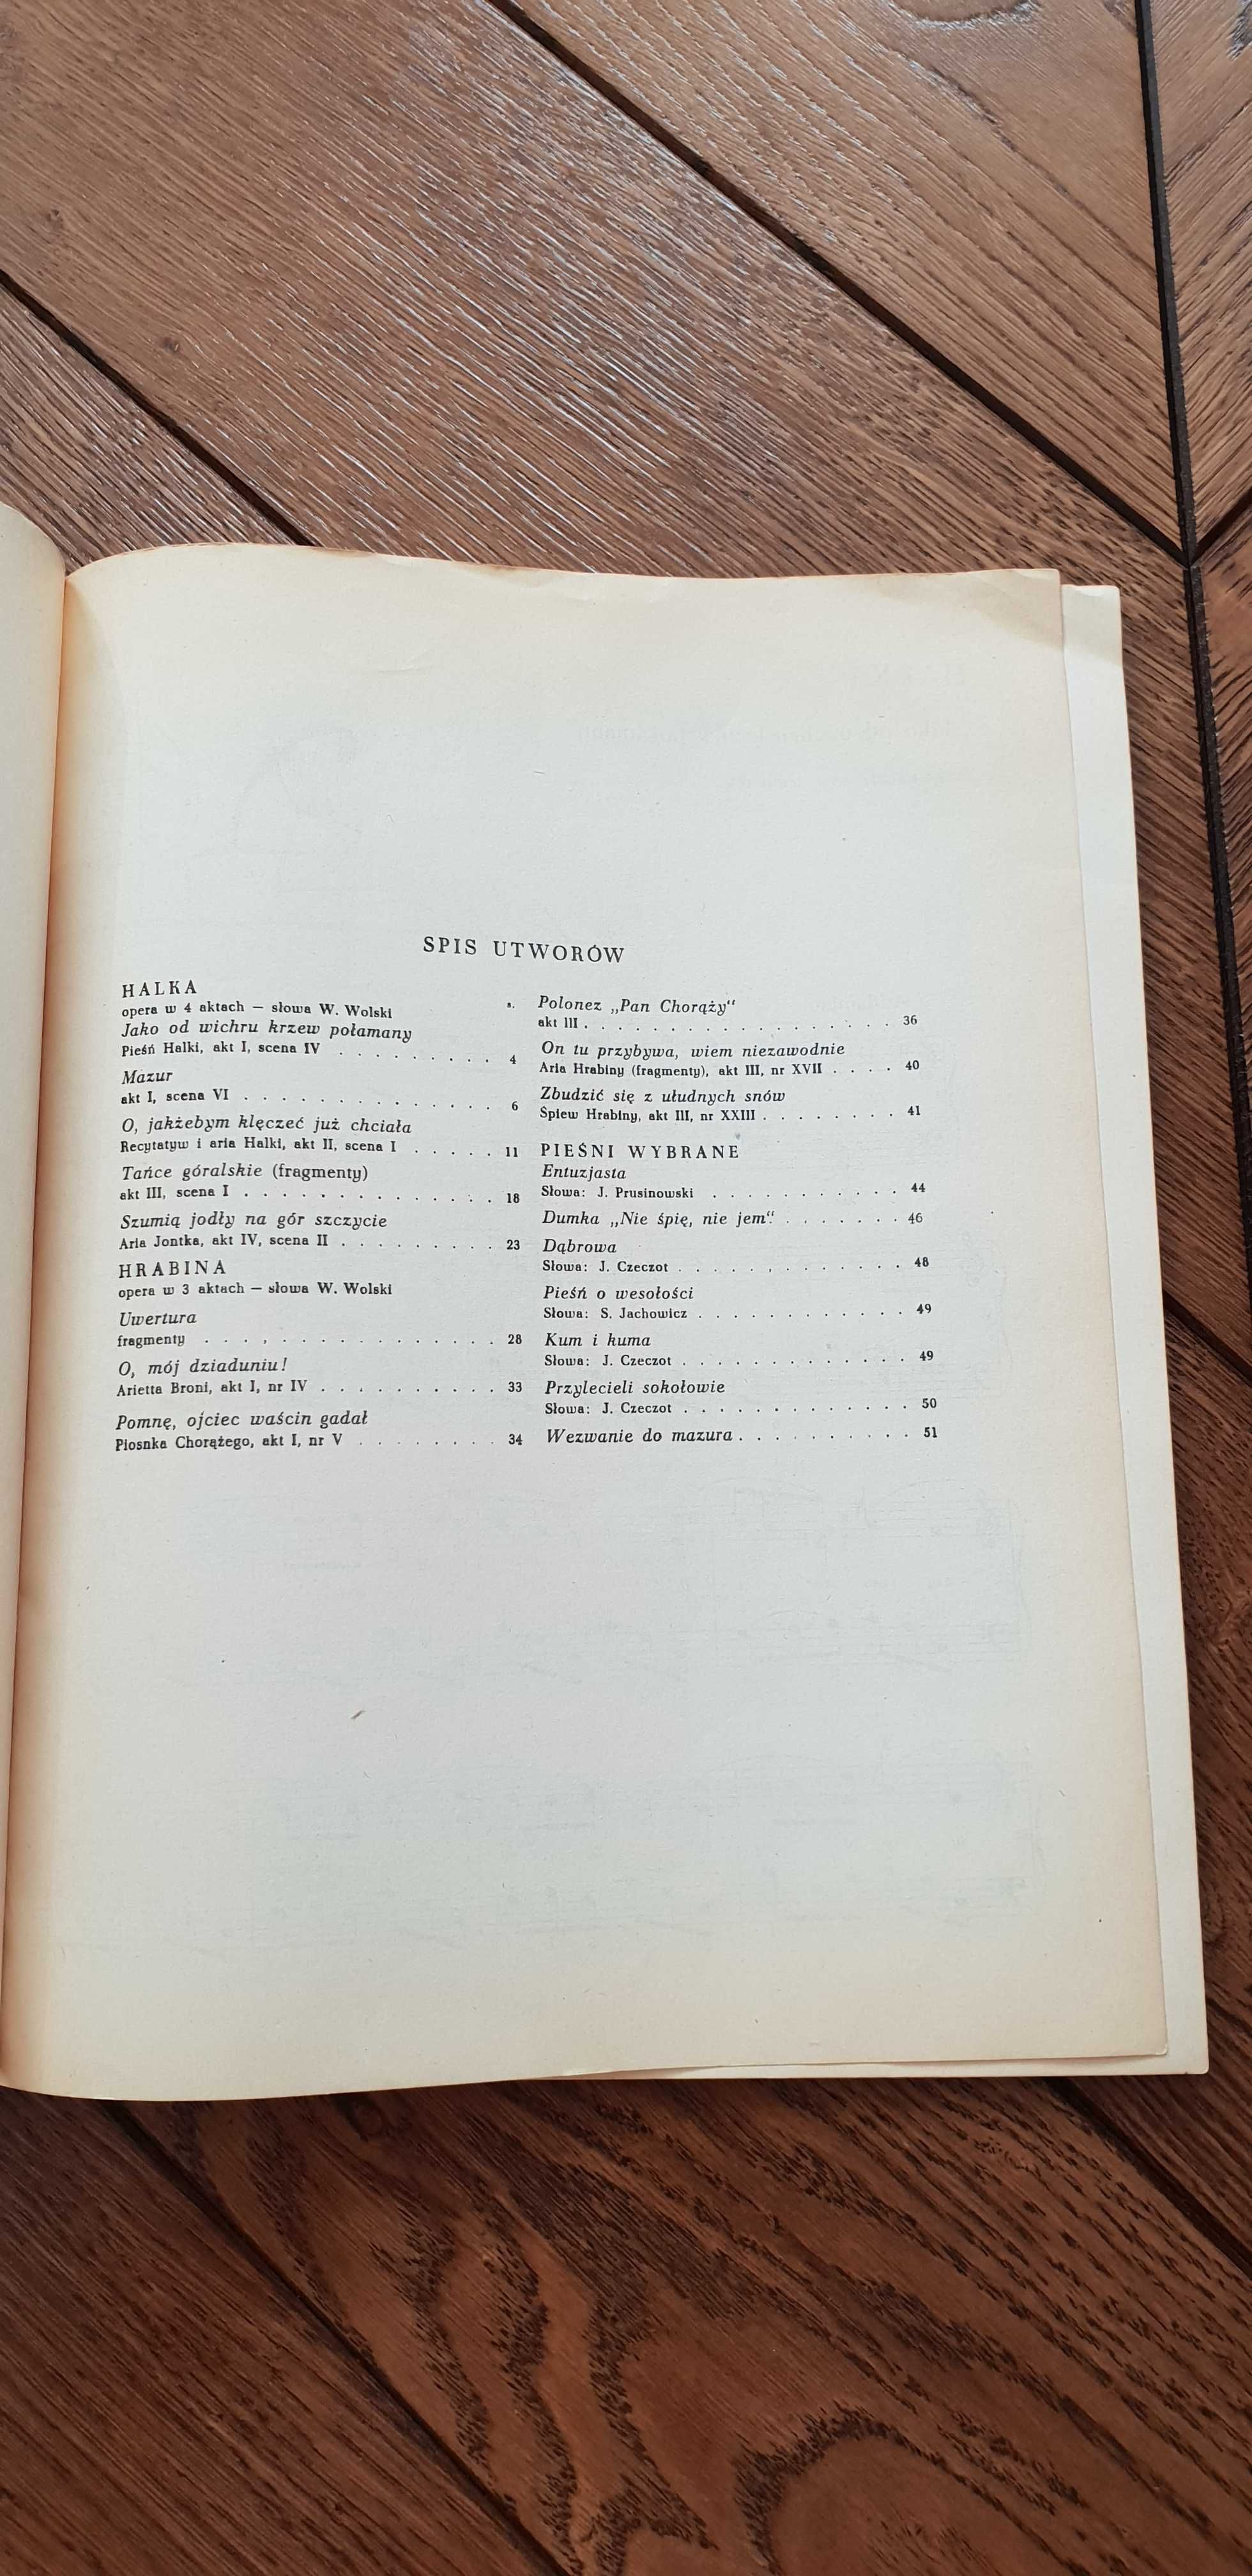 SPIS UTWORÓW
HALKA
opera w 4 aktach — słowa W. Wolski s.
Jako od wichru krzew połamany
Pieśń Halki, akt I, scena IV . . . . . . . . . 4
Mazur
akt I, scena VI . . . . . . . . . . . . . . 6
O, jakżebym klęczeć już chciała
Recytatyw i aria Halki, akt II, scena I . . . . . 11
Tańce góralskie (fragmenty)
akt III, scena I . . . . . . . . . . . . . . 18
Szumią jodły na gór szczycie
Aria Jontka, akt IV, scena II . . . . . . . . . 23
HRABINA
opera w 3 aktach — słowa W. Wolski
Uwertura
fragmenty . . . . . . . . . . . . . . . . 28
O, mój dziaduniu!
Arietta Broni, akt I, nr IV . . . . . . . . . . 33
Pomnę, ojciec waścin gadał
Piosnka Chorążego, akt I, nr V . . . . . . . . 34
Polonez „Pan Chorąży“
akt III . . . . . . . . . . . . . . . . . 36
On tu przybywa, wiem niezawodnie
Aria Hrabiny (fragmenty), akt III, nr XVII . . . . 40
Zbudzić się z ułudnych snów
Śpiew Hrabiny, akt III, nr XXIII . . . . . . . . 41
PIEŚNI WYBRANE
Entuzjasta
Słowa: J. Prusinowski . . . . . . . . . . . 44
Dumka „Nie śpię, nie jem“ . . . . . . . 46
Dąbrowa
Słowa: J. Czeczot . . . . . . . . . . . . . 48
Pieśń o wesołości
Słowa: S. Jachowicz . . . . . . . . . . . . 49
Kum i kuma
Słowa: J. Czeczot . . . . . . . . . . . . . 49
Przylecieli sokołowie
Słowa: J. Czeczot . . . . . . . . . . . . . 50
Wezwanie do mazura . . . . . . . . . . 51